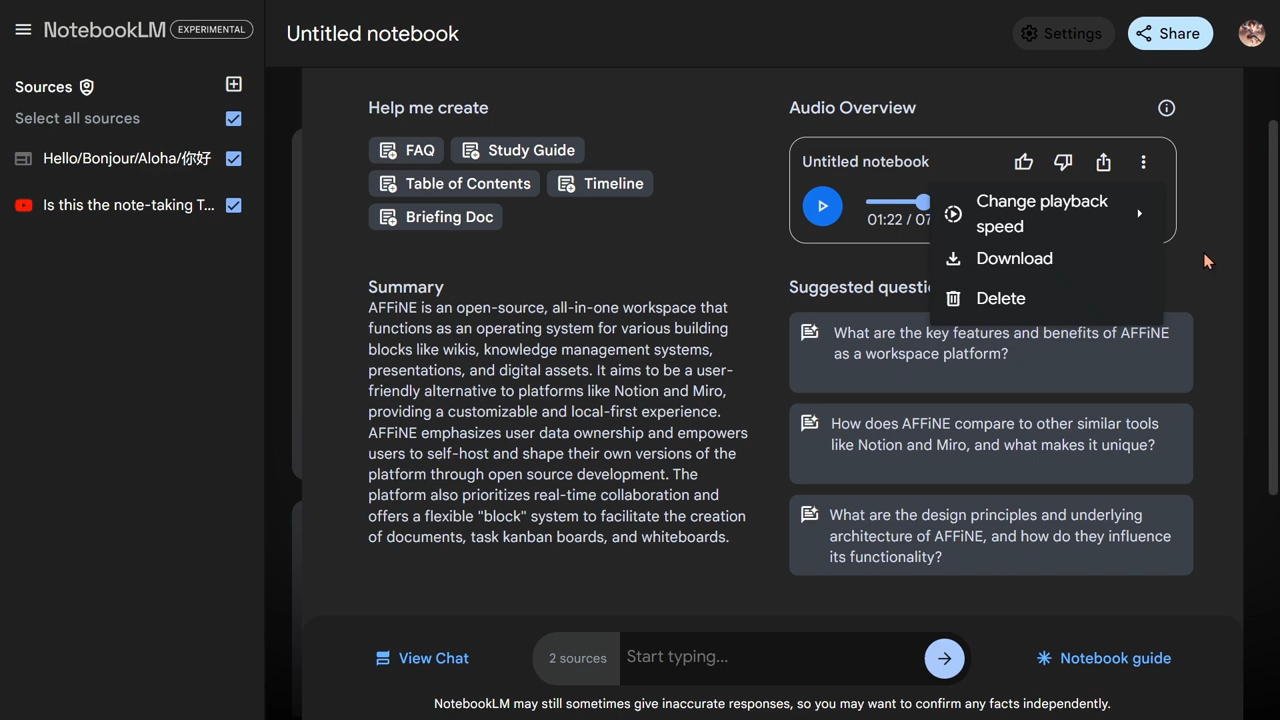 NotebookLM EXPERIMENTAL
Sources
Select all sources
Hello/Bonjour/Aloha/你好
Is this the note-taking T...
Untitled notebook
Settings
Share
Help me create
FAQ
Study Guide
Table of Contents
Timeline
Briefing Doc
Summary
AFFiNE is an open-source, all-in-one workspace that
functions as an operating system for various building
blocks like wikis, knowledge management systems,
presentations, and digital assets. It aims to be a user-
friendly alternative to platforms like Notion and Miro,
providing a customizable and local-first experience.
AFFiNE emphasizes user data ownership and empowers
users to self-host and shape their own versions of the
platform through open source development. The
platform also prioritizes real-time collaboration and
offers a flexible "block" system to facilitate the creation
of documents, task kanban boards, and whiteboards.
Audio Overview
Untitled notebook
01:22 / 07
Change playback
speed
Download
Delete
Suggested
What are the key features and benefits of AFFiNE
as a workspace platform?
How does AFFiNE compare to other similar tools
like Notion and Miro, and what makes it unique?
What are the design principles and underlying
architecture of AFFiNE, and how do they influence
its functionality?
View Chat
2 sources
Start typing...
Notebook guide
NotebookLM may still sometimes give inaccurate responses, so you may want to confirm any facts independently.